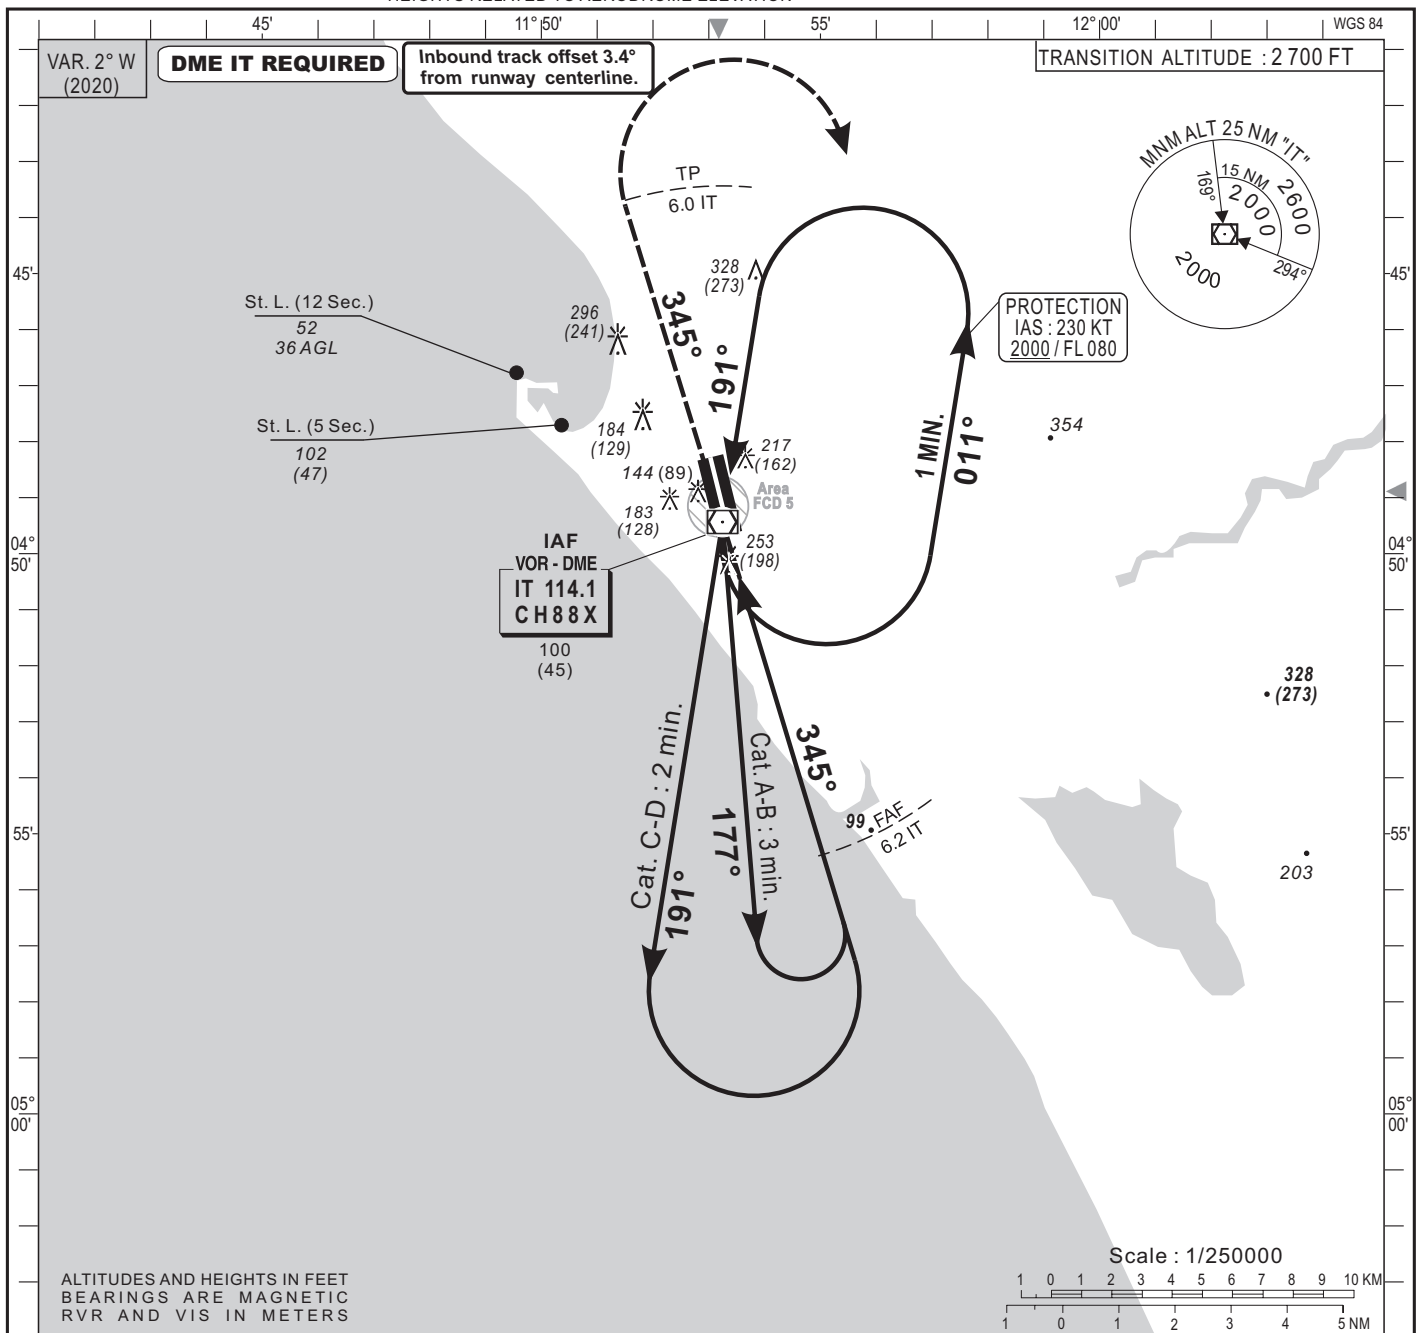 45'
11° 50'
55'
12° 00'
WGS 84
VAR. 2° W
(2020)
DME IT REQUIRED
Inbound track offset 3.4°
from runway centerline.
TRANSITION ALTITUDE : 2 700 FT
MNM ALT 25 NM "IT"
15 NM
2000
2600
169°
294°
2000
TP
6.0 IT
45'
45'
328
(273)
345°
191°
PROTECTION
IAS : 230 KT
2000 / FL 080
St. L. (12 Sec.)
52
36 AGL
296
(241)
St. L. (5 Sec.)
102
(47)
184
(129)
217
(162)
144 (89)
183
(128)
Area
FCD 5
1 MIN.
011°
354
253
(198)
04°
50'
04°
50'
IAF
VOR - DME
IT 114.1
CH88X
100
(45)
328
(273)
Cat. C-D : 2 min.
191°
Cat. A-B : 3 min.
177°
345°
99
FAF
6.2 IT
55'
55'
203
05°
00'
05°
00'
ALTITUDES AND HEIGHTS IN FEET
BEARINGS ARE MAGNETIC
RVR AND VIS IN METERS
Scale : 1/250000
1 0 1 2 3 4 5 6 7 8 9 10 KM
1 0 1 2 3 4 5 NM